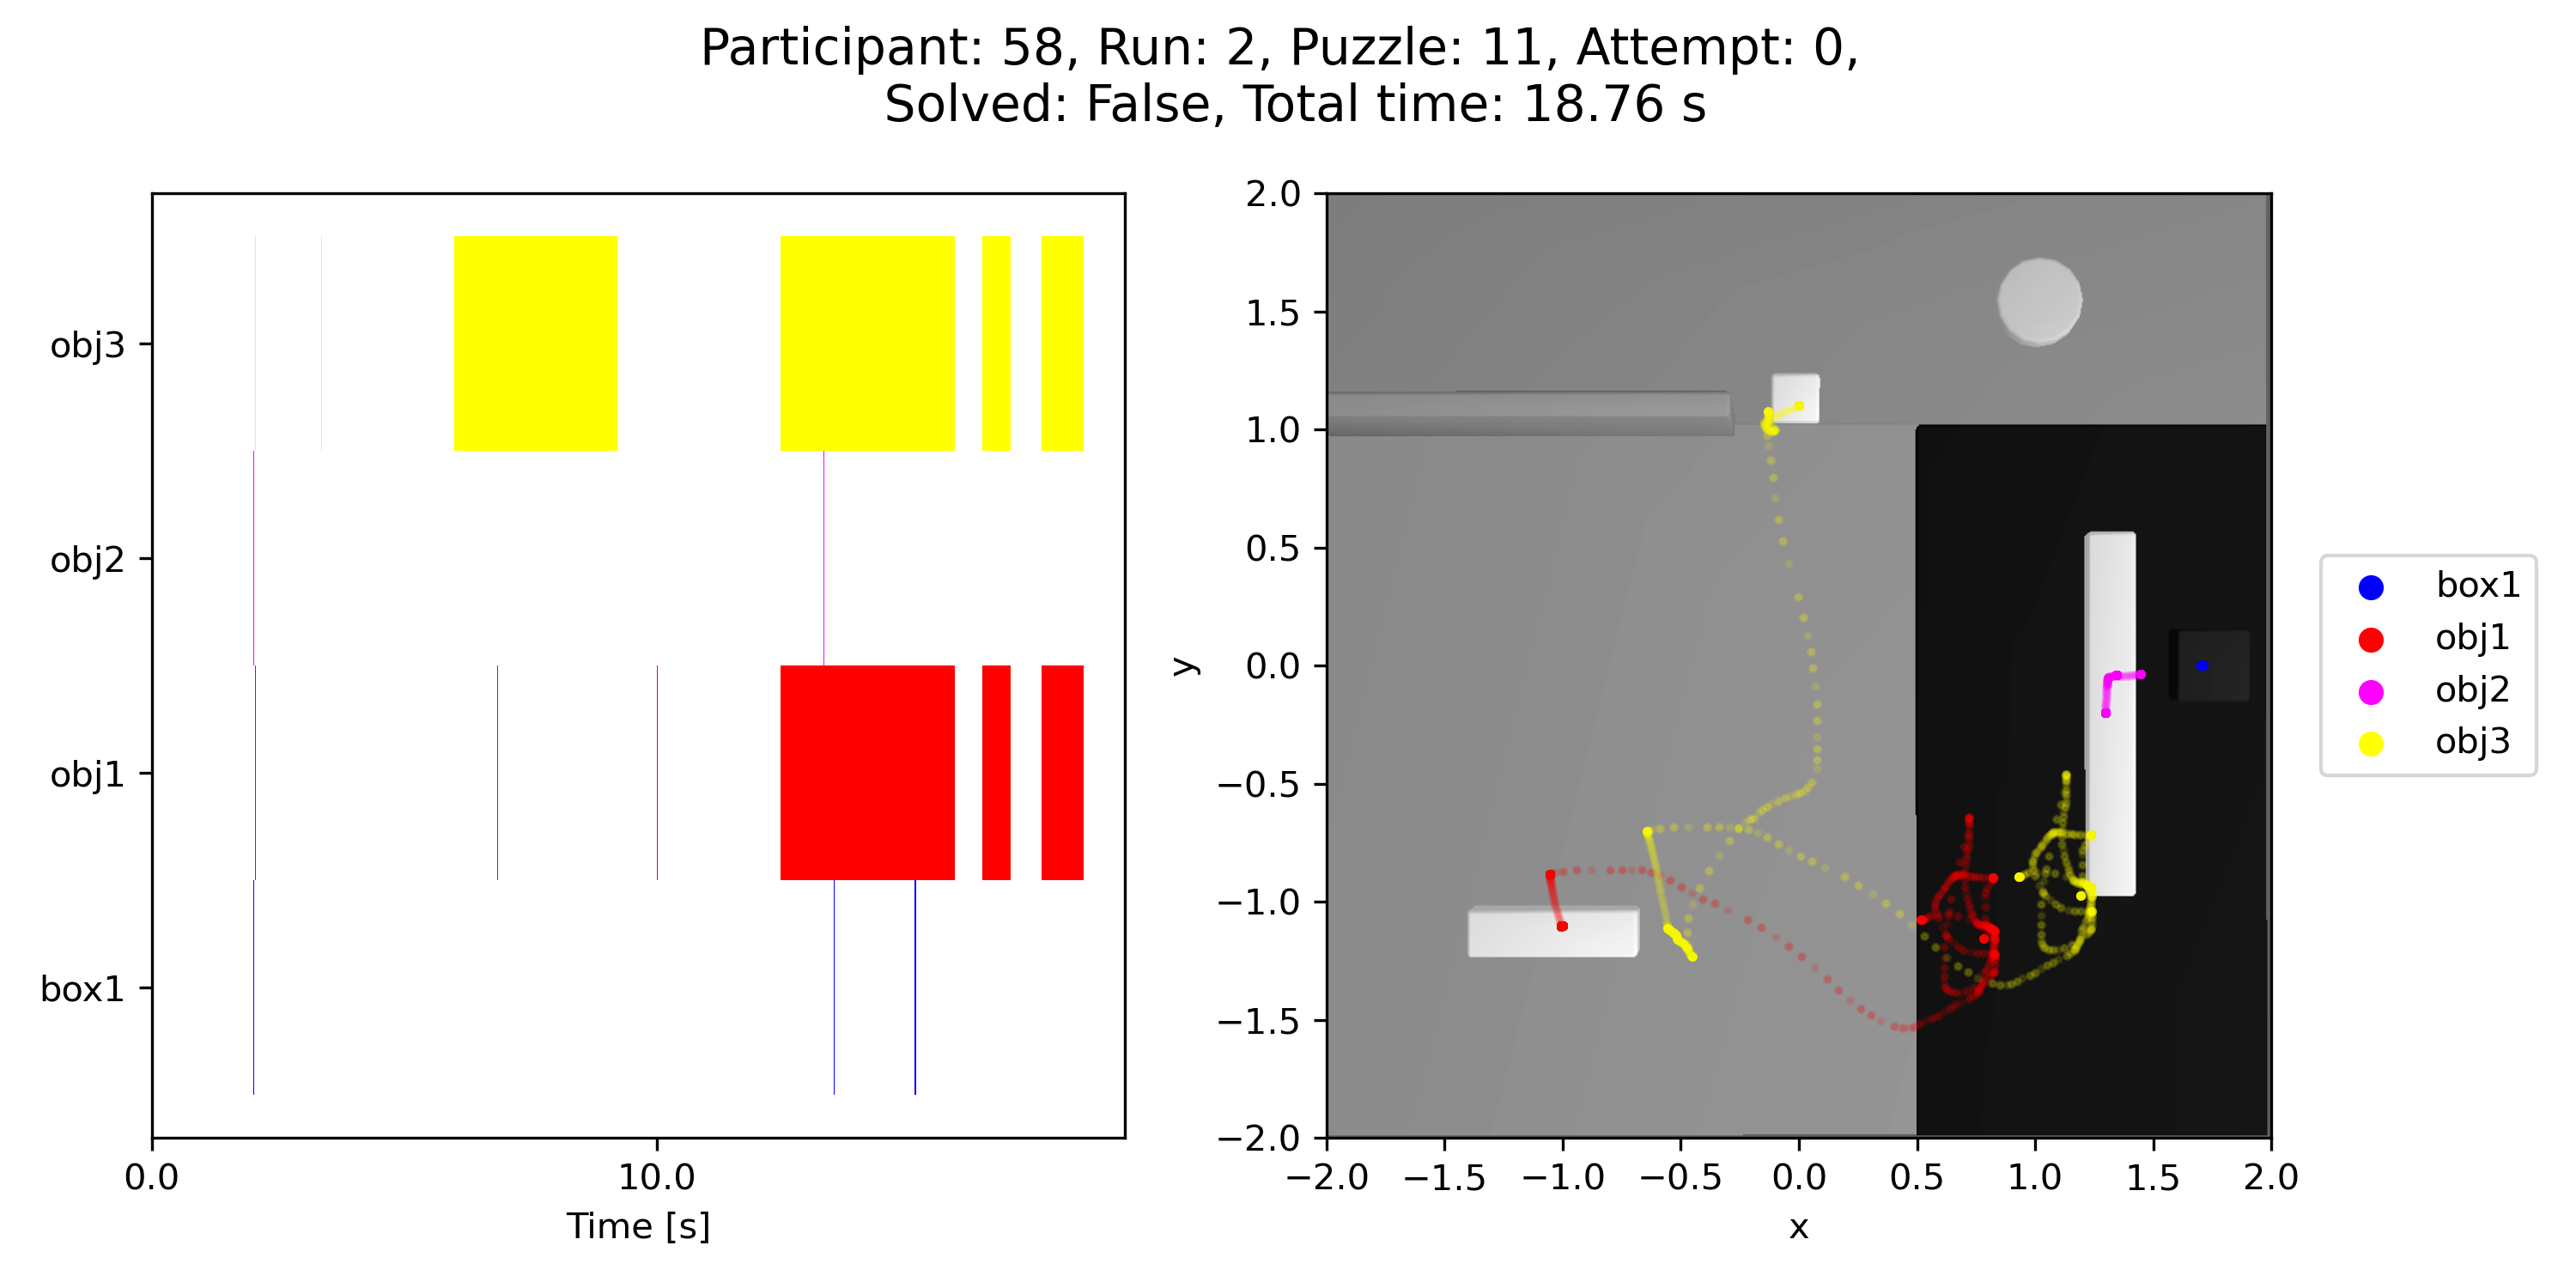 Participant: 58, Run: 2, Puzzle: 11, Attempt: 0,
Solved: False, Total time: 18.76 s
obj3
obj2
obj1
box1
0.0 10.0
Time [s]
2.0
1.5
1.0
0.5
0.0
−0.5
−1.0
−1.5
−2.0
y
−2.0 −1.5 −1.0 −0.5 0.0 0.5 1.0 1.5 2.0
x
box1
obj1
obj2
obj3